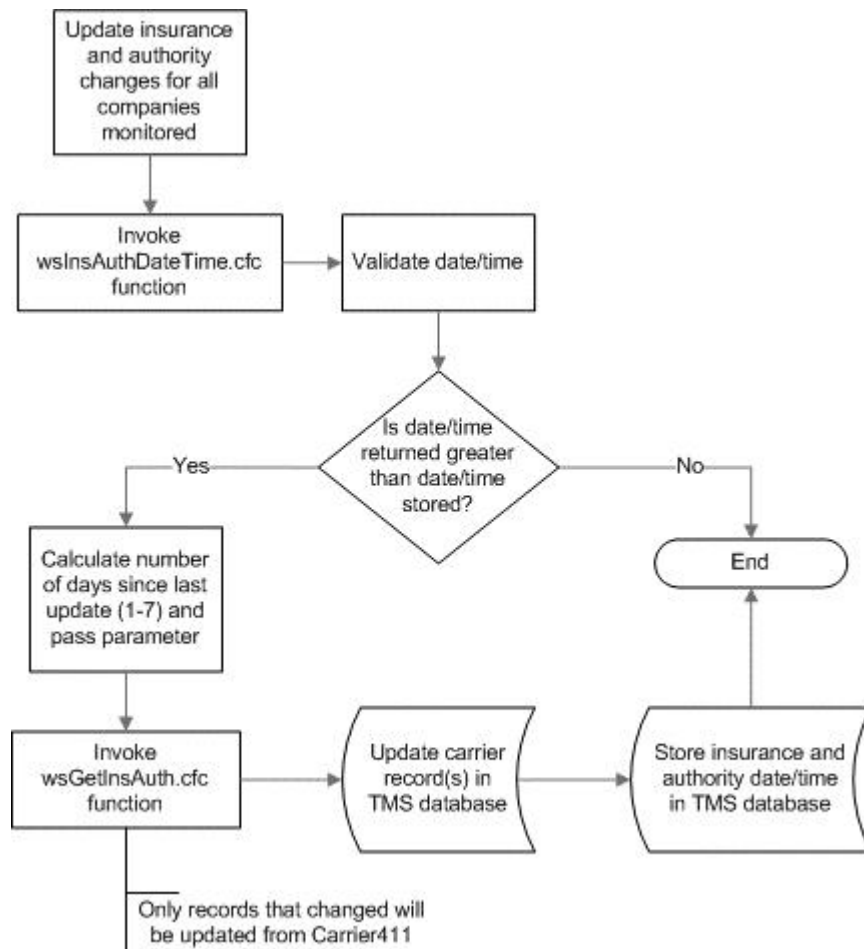 Update insurance
and authority
changes for all
companies
monitored
Invoke
wsInsAuthDateTime.cfc
function
Validate date/time
Is date/time
returned greater
than date/time
stored?
Yes
No
Calculate number
of days since last
update (1-7) and
pass parameter
End
Invoke
wsGetInsAuth.cfc
function
Update carrier
record(s) in
TMS database
Store insurance and
authority date/time
in TMS database
Only records that changed will
be updated from Carrier411